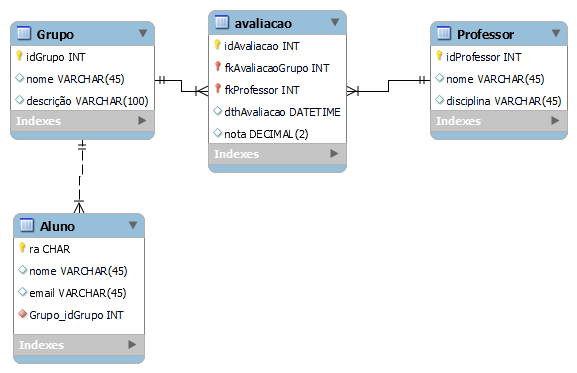 Grupo
idGrupo INT
nome VARCHAR(45)
descrição VARCHAR(100)
Indexes
avaliacao
idAvaliacao INT
fkAvaliacaoGrupo INT
fkProfessor INT
dthAvaliacao DATETIME
nota DECIMAL(2)
Indexes
Professor
idProfessor INT
nome VARCHAR(45)
disciplina VARCHAR(45)
Indexes
Aluno
ra CHAR
nome VARCHAR(45)
email VARCHAR(45)
Grupo_idGrupo INT
Indexes